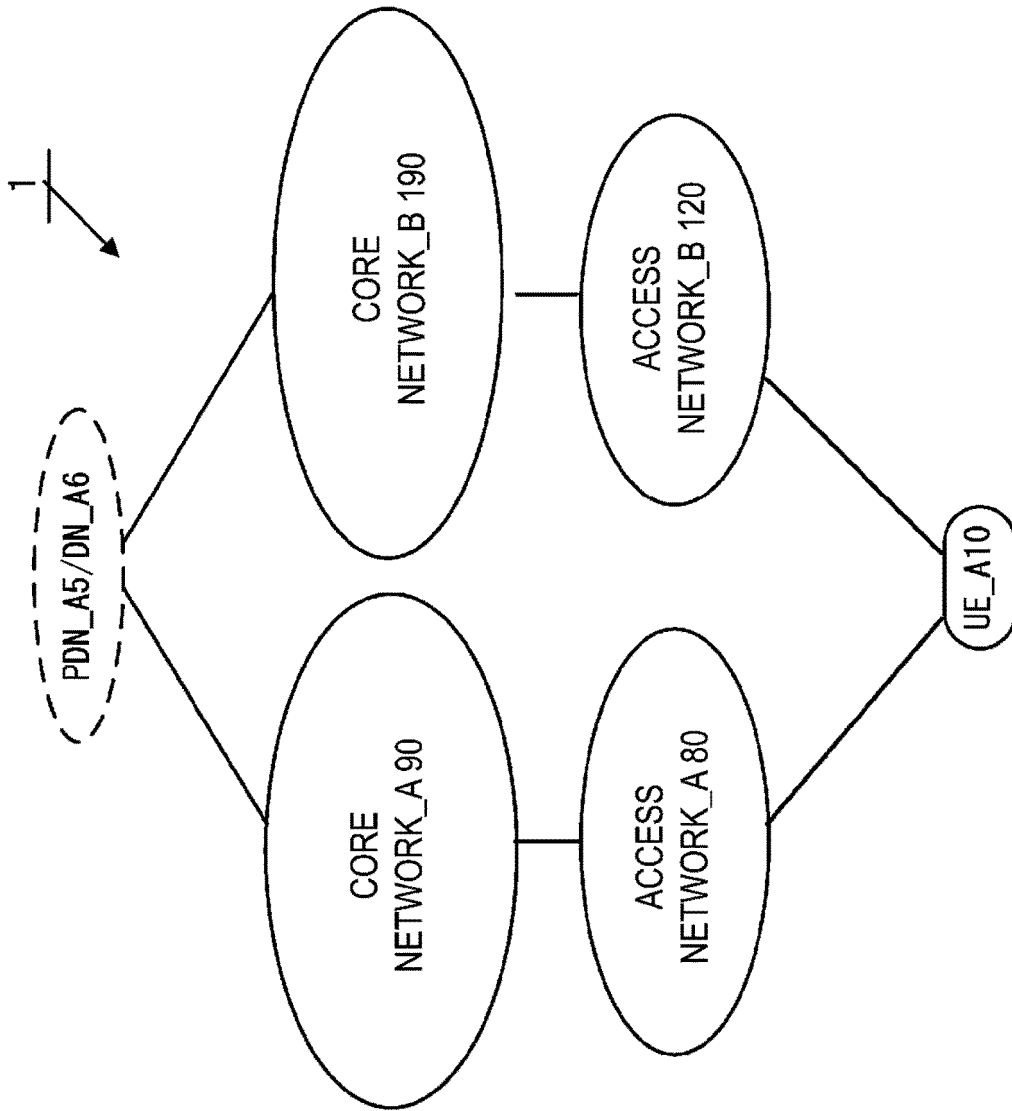 1
PDN_A5/DN_A6
CORE
NETWORK_A 90
CORE
NETWORK_B 190
ACCESS
NETWORK_A 80
ACCESS
NETWORK_B 120
UE_A10